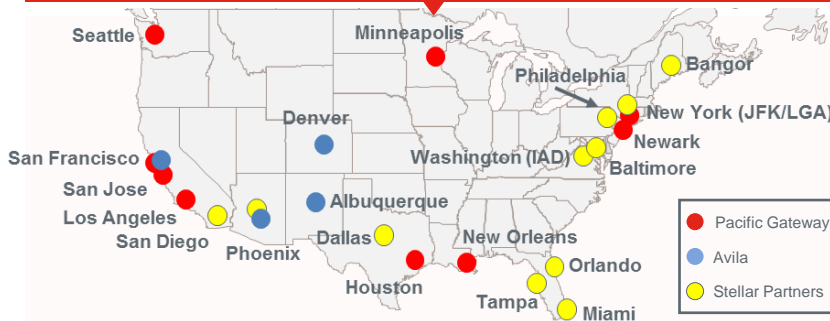 Seattle
Minneapolis
Bangor
Philadelphia
Denver
New York (JFK/LGA)
Newark
San Francisco
Washington (IAD)
Baltimore
San Jose
Albuquerque
Los Angeles
San Diego
Phoenix
Dallas
New Orleans
Houston
Orlando
Tampa
Miami
Pacific Gateway
Avila
Stellar Partners